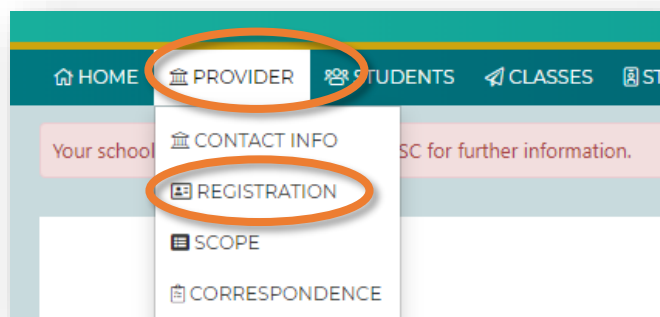 HOME PROVIDER STUDENTS CLASSES
Your school SC for further information.
CONTACT INFO
REGISTRATION
SCOPE
CORRESPONDENCE